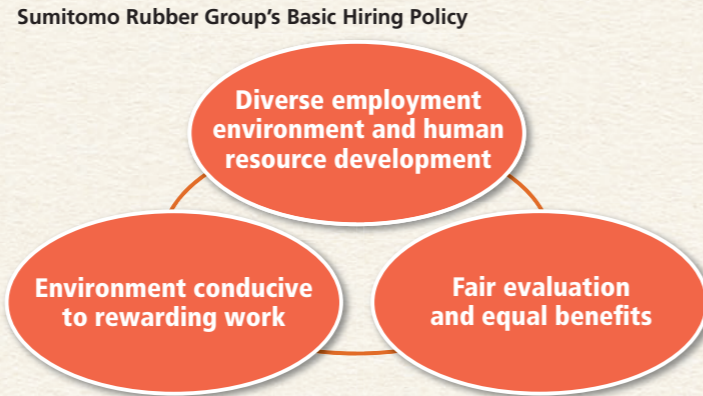 Sumitomo Rubber Group's Basic Hiring Policy
Diverse employment
environment and human
resource development
Environment conducive
to rewarding work
Fair evaluation
and equal benefits